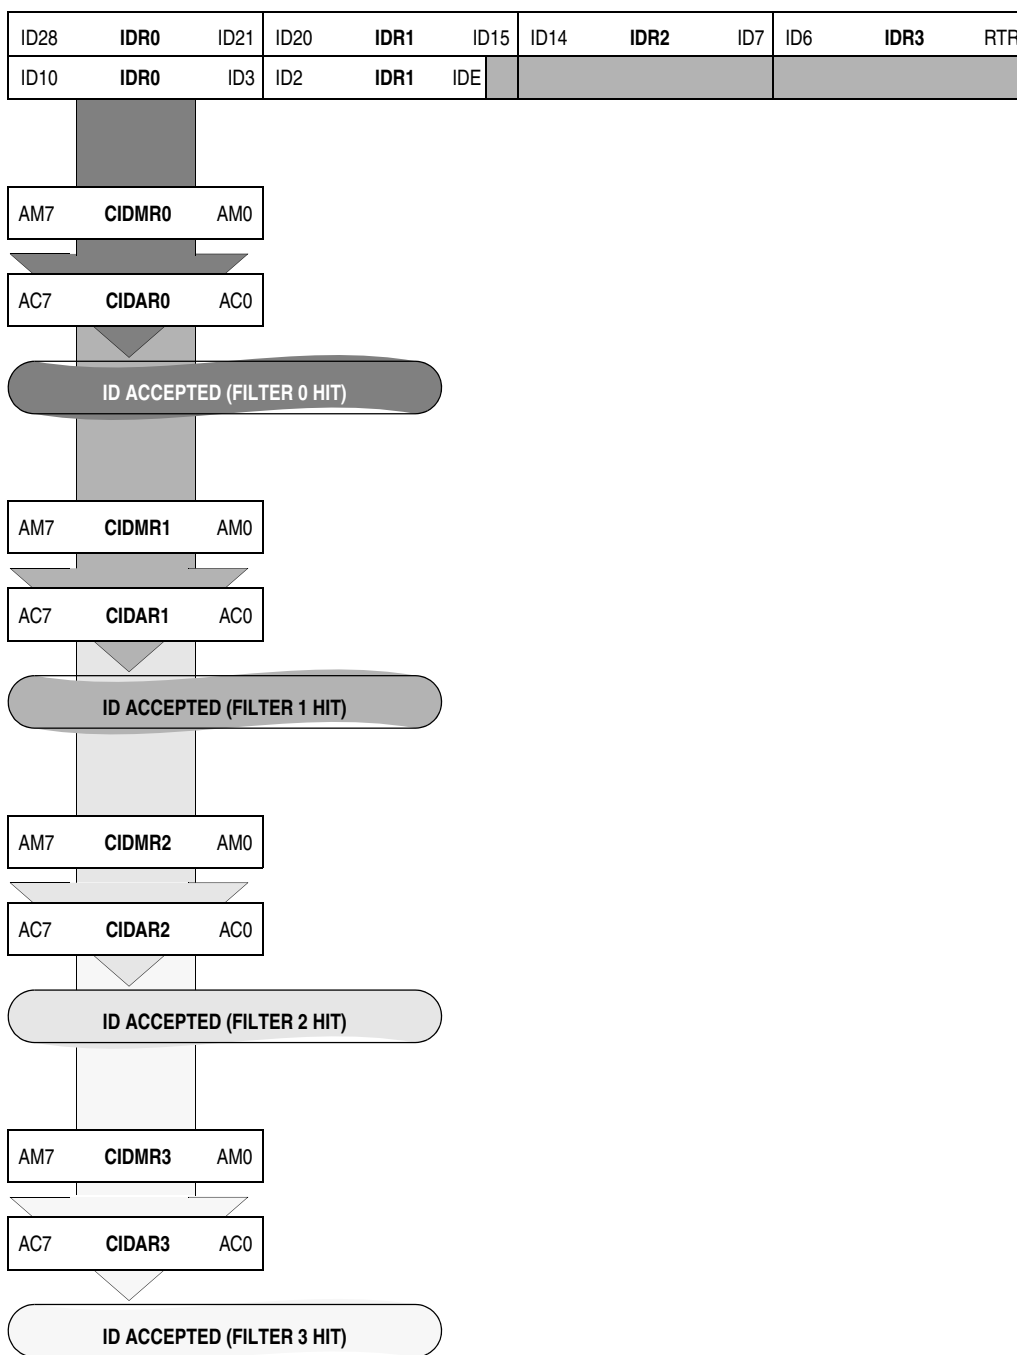 ID28 IDR0 ID21 ID20 IDR1 ID15 ID14 IDR2 ID7 ID6 IDR3 RTR
ID10 IDR0 ID3 ID2 IDR1 IDE
AM7 CIDMR0 AM0
AC7 CIDAR0 AC0
ID ACCEPTED (FILTER 0 HIT)
AM7 CIDMR1 AM0
AC7 CIDAR1 AC0
ID ACCEPTED (FILTER 1 HIT)
AM7 CIDMR2 AM0
AC7 CIDAR2 AC0
ID ACCEPTED (FILTER 2 HIT)
AM7 CIDMR3 AM0
AC7 CIDAR3 AC0
ID ACCEPTED (FILTER 3 HIT)